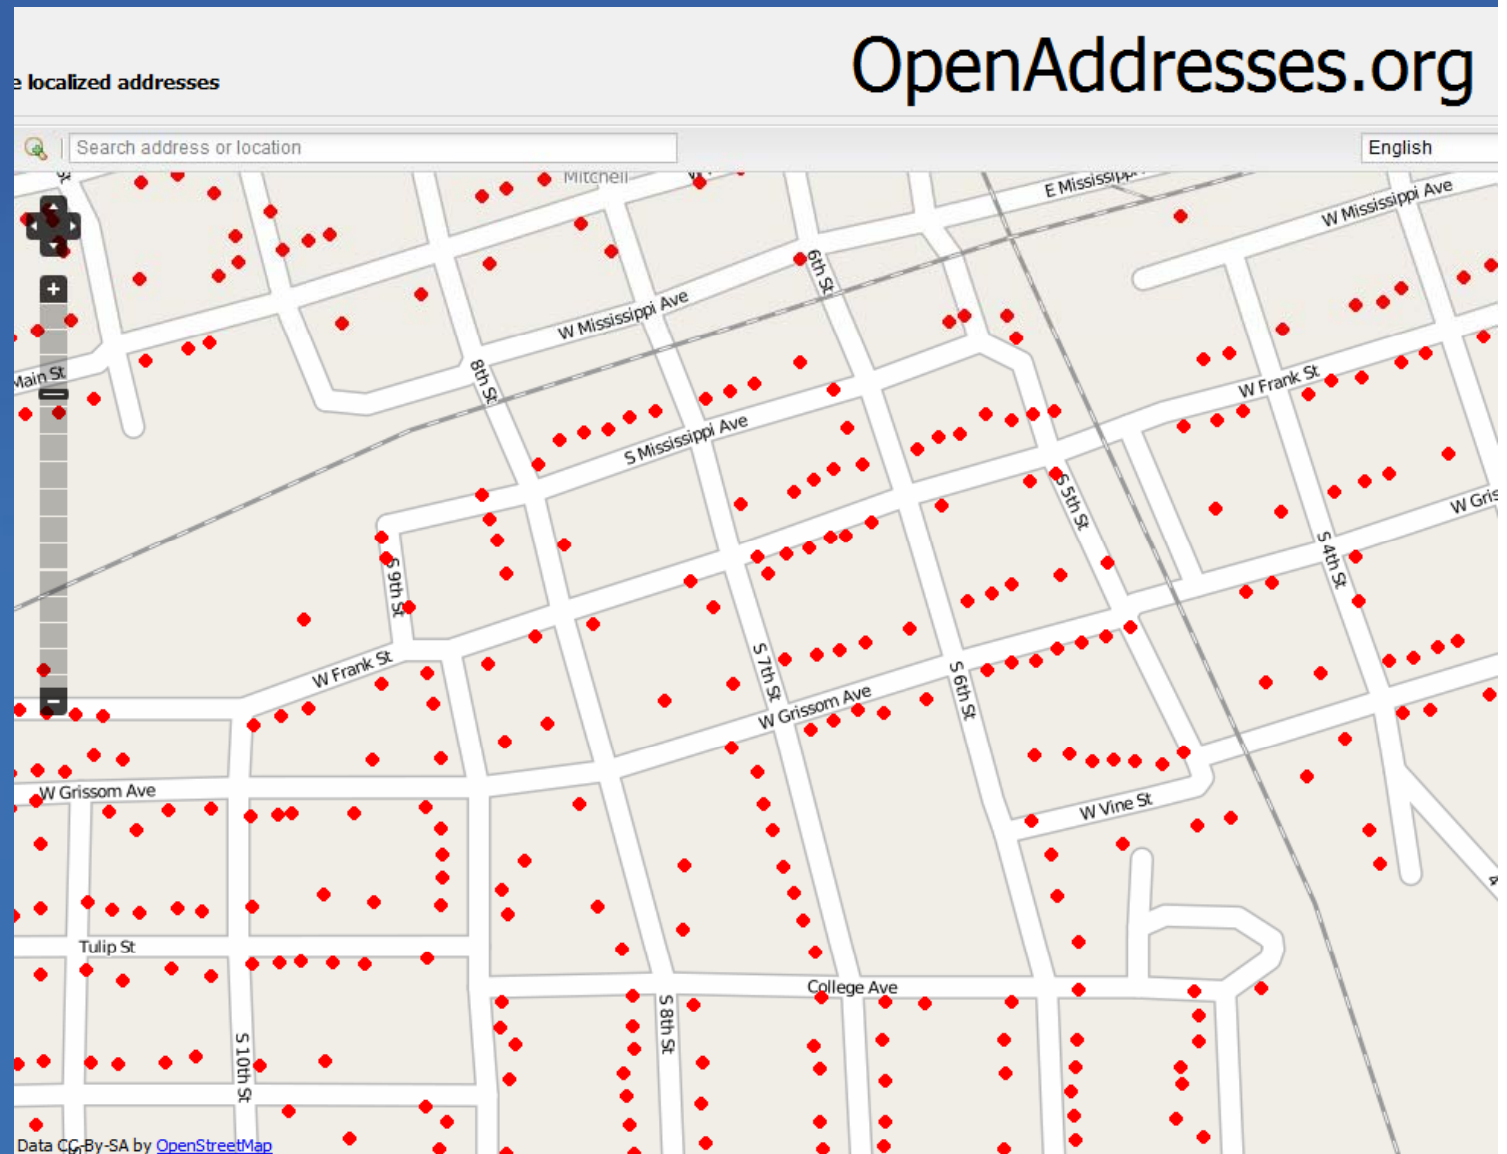 OpenAddresses.org
e localized addresses
Search address or location
English
Mitchell
E Mississippi
W Mississippi Ave
6th St
W Mississippi Ave
8th St
Main St
W Frank St
S Mississippi Ave
S 5th St
W Gris
S 9th St
S 4th St
W Frank St
S 7th St
S 6th St
W Grissom Ave
W Grissom Ave
W Vine St
Tulip St
College Ave
S 8th St
S 10th St
Data CC-By-SA by OpenStreetMap